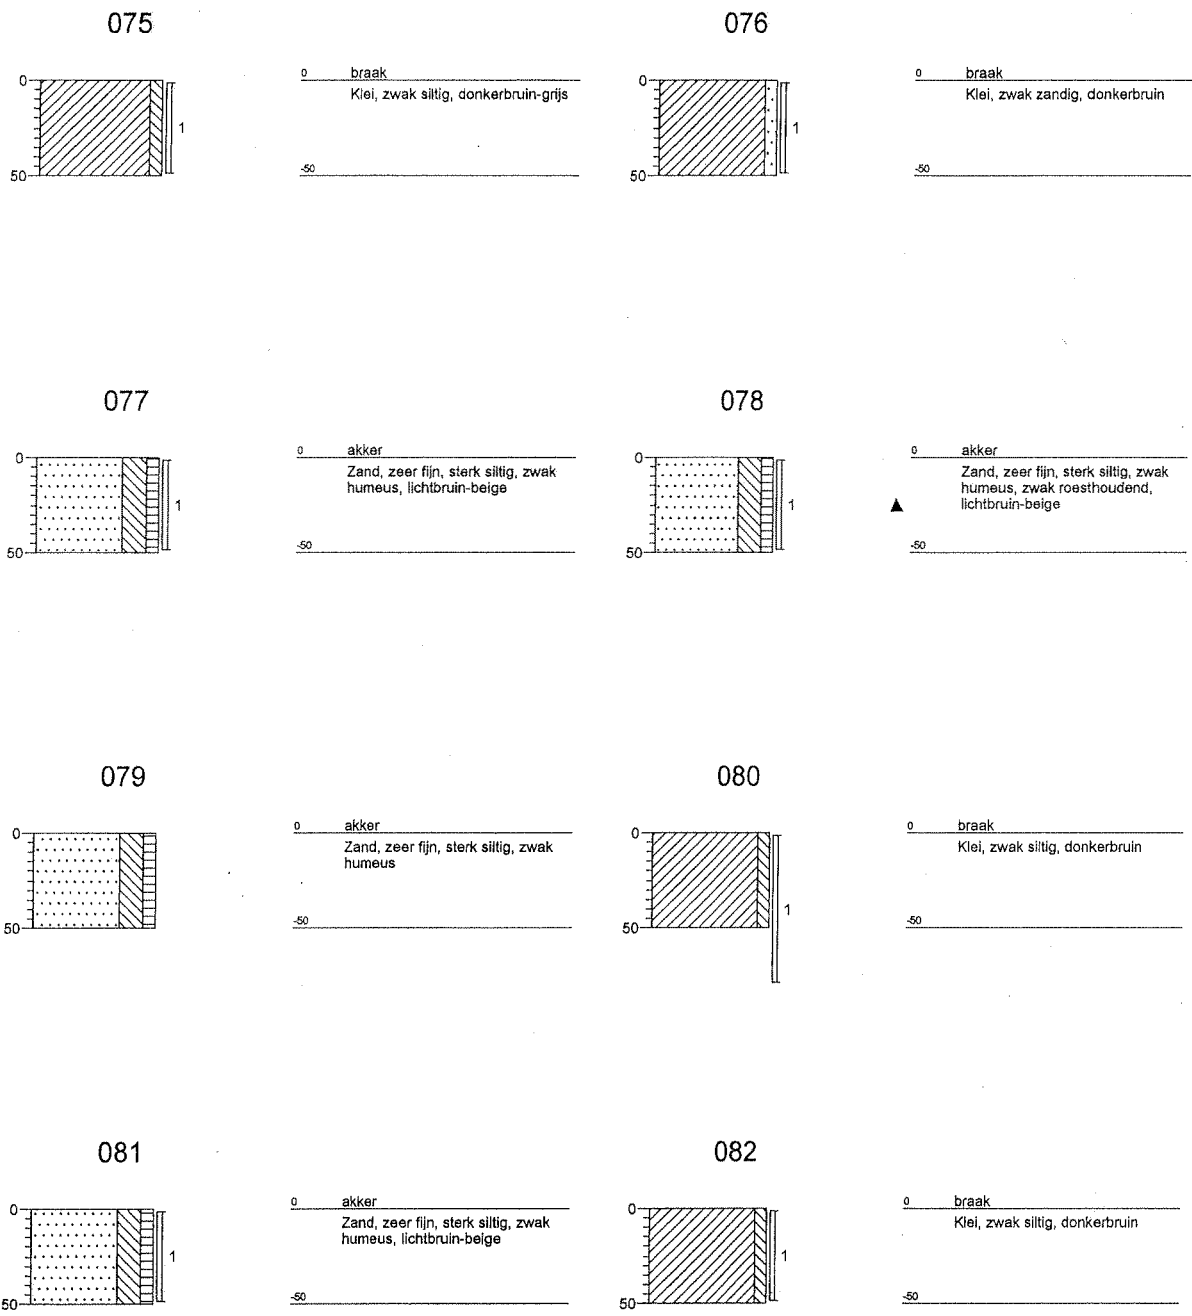 075
0
50
1
0 braak
Klei, zwak siltig, donkerbruin-grijs
-50
076
0
50
1
0 braak
Klei, zwak zandig, donkerbruin
-50
077
0
50
1
0 akker
Zand, zeer fijn, sterk siltig, zwak
humeus, lichtbruin-beige
-50
078
0
50
1
0 akker
Zand, zeer fijn, sterk siltig, zwak
humeus, zwak roesthoudend,
lichtbruin-beige
-50
079
0
50
0 akker
Zand, zeer fijn, sterk siltig, zwak
humeus
-50
080
0
50
1
0 braak
Klei, zwak siltig, donkerbruin
-50
081
0
50
1
0 akker
Zand, zeer fijn, sterk siltig, zwak
humeus, lichtbruin-beige
-50
082
0
50
1
0 braak
Klei, zwak siltig, donkerbruin
-50